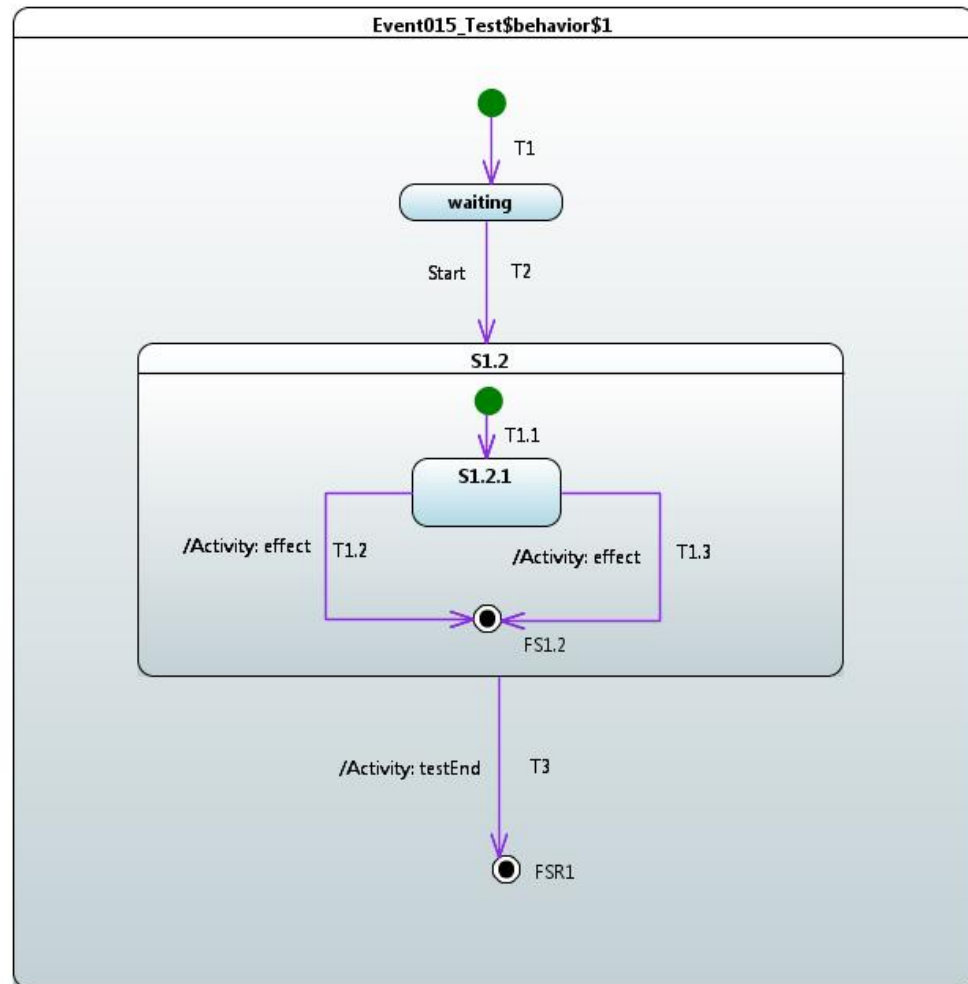 Event015_Test$behavior$1
T1
waiting
Start T2
S1.2
T1.1
S1.2.1
/Activity: effect T1.2 /Activity: effect T1.3
FS1.2
/Activity: testEnd T3
FSR1